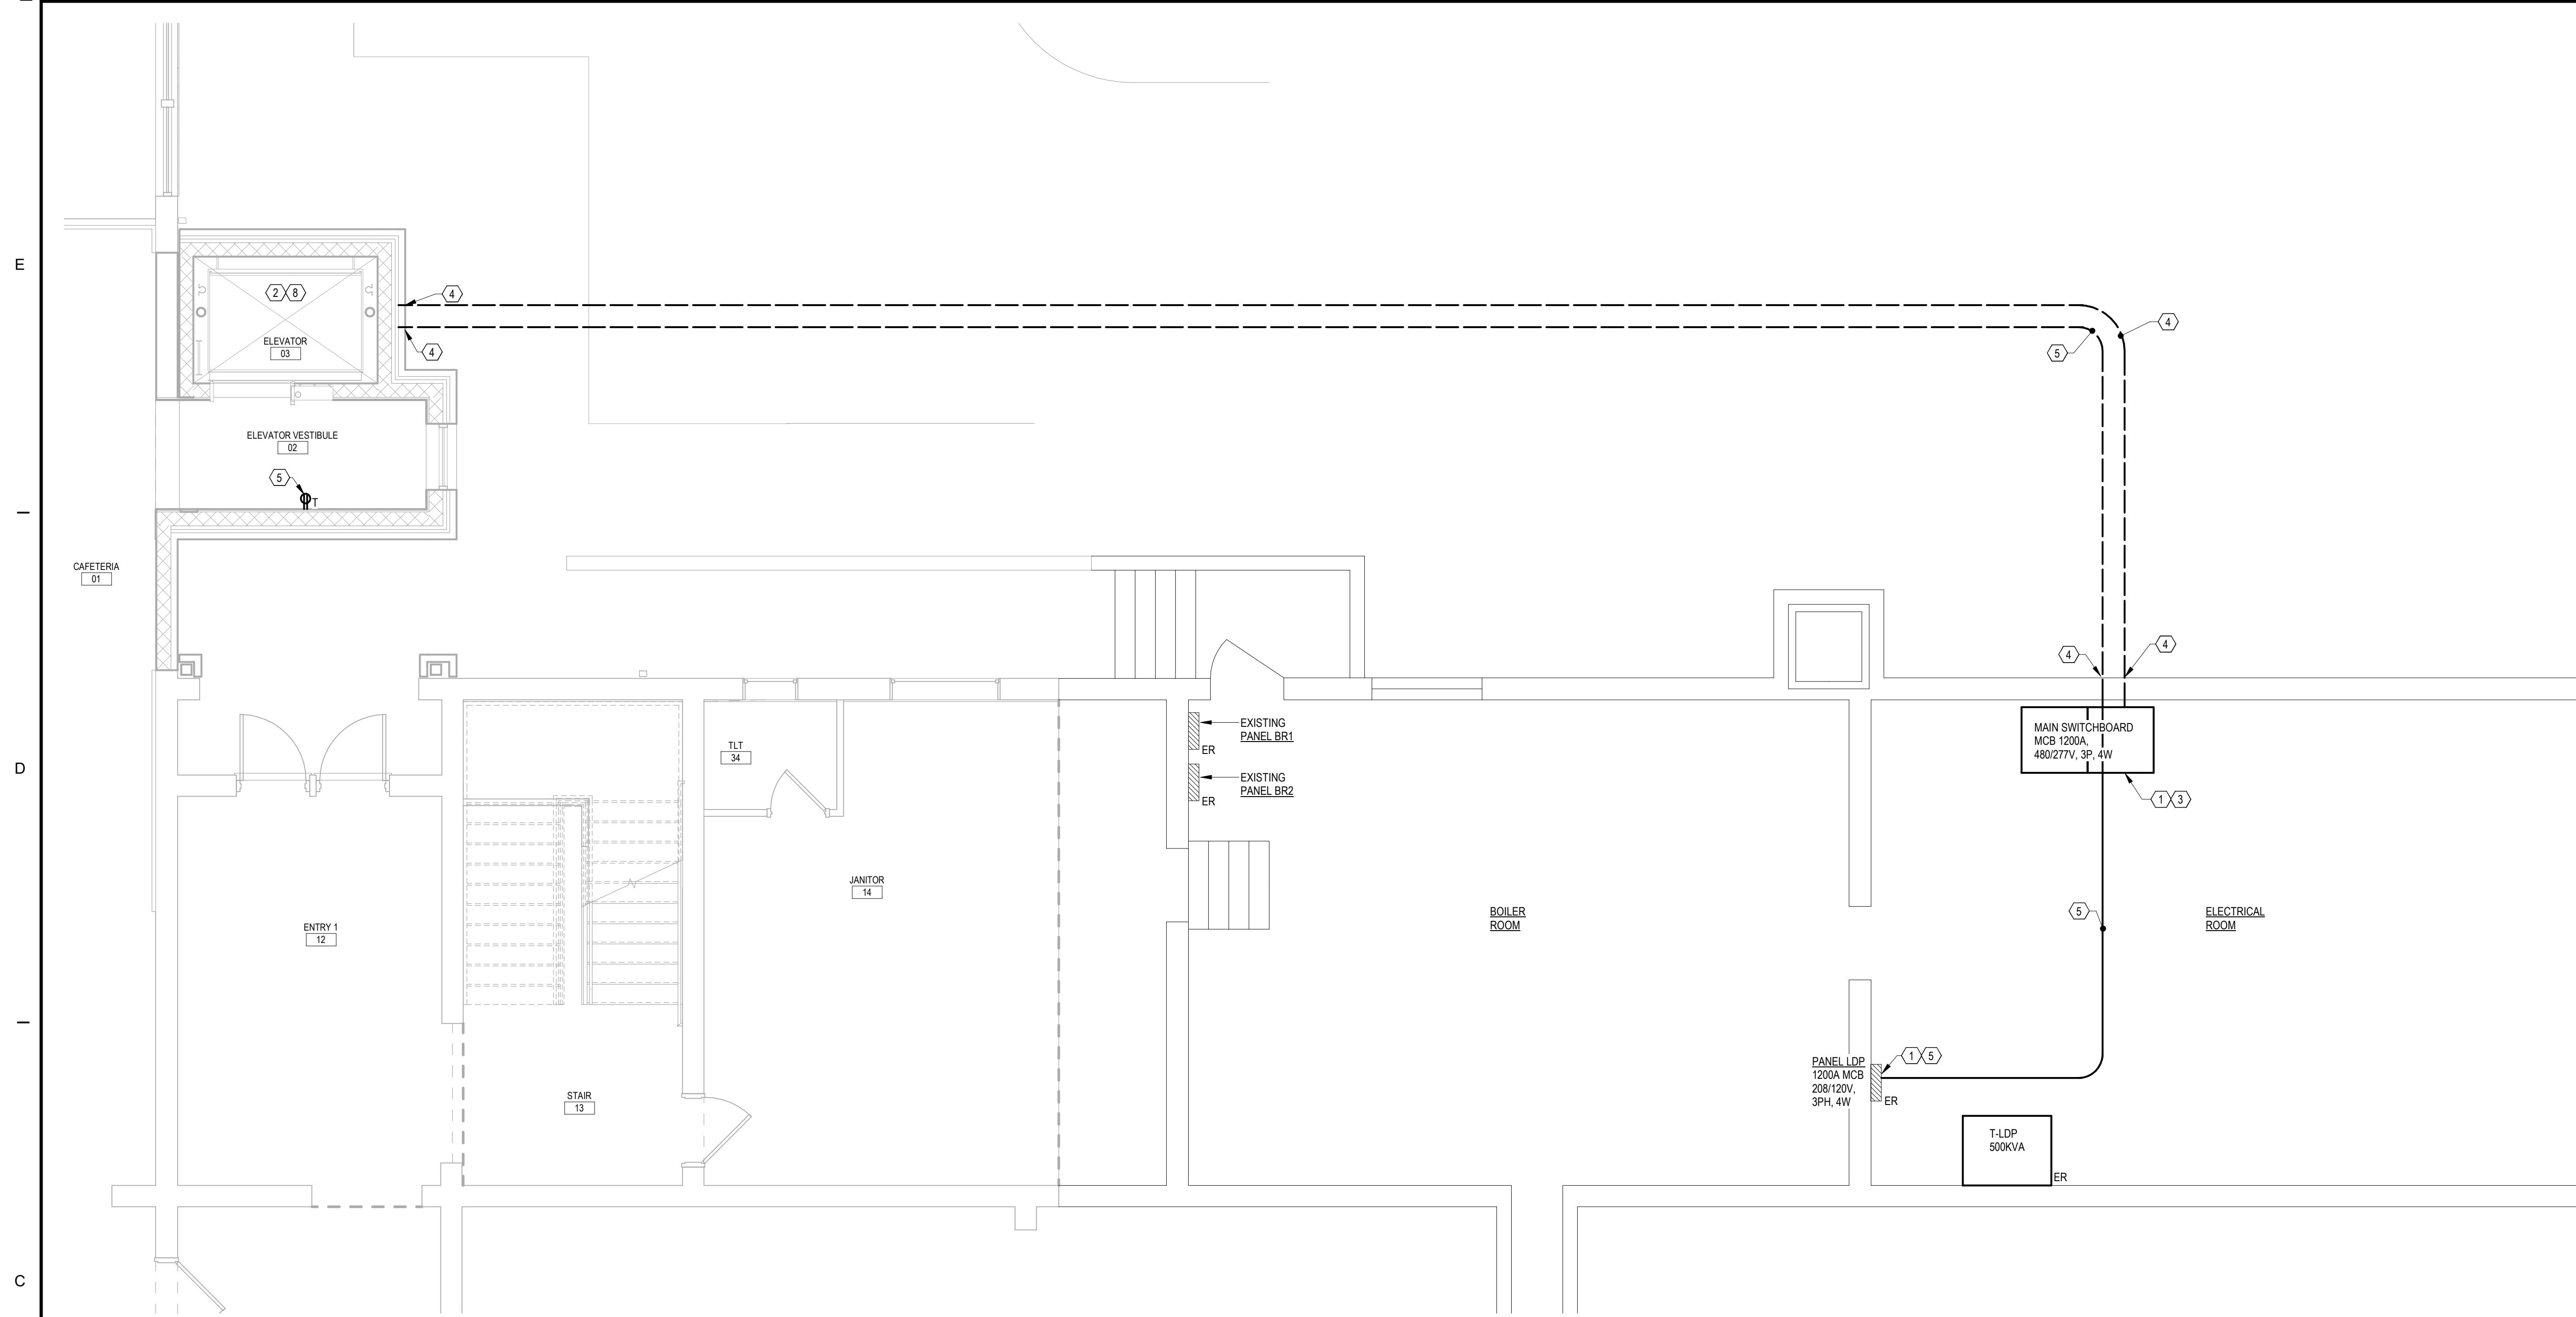 E
2
8
4
ELEVATOR
03
4
4
5
ELEVATOR VESTIBULE
02
5
T
CAFETERIA
01
4
4
EXISTING
PANEL BR1
ER
EXISTING
PANEL BR2
ER
MAIN SWITCHBOARD
MCB 1200A,
480/277V, 3P, 4W
1
3
D
TLT
34
JANITOR
14
ENTRY 1
12
BOILER
ROOM
5
ELECTRICAL
ROOM
STAIR
13
PANEL LDP
1200A MCB
208/120V,
3PH, 4W
1
5
ER
T-LDP
500KVA
ER
C